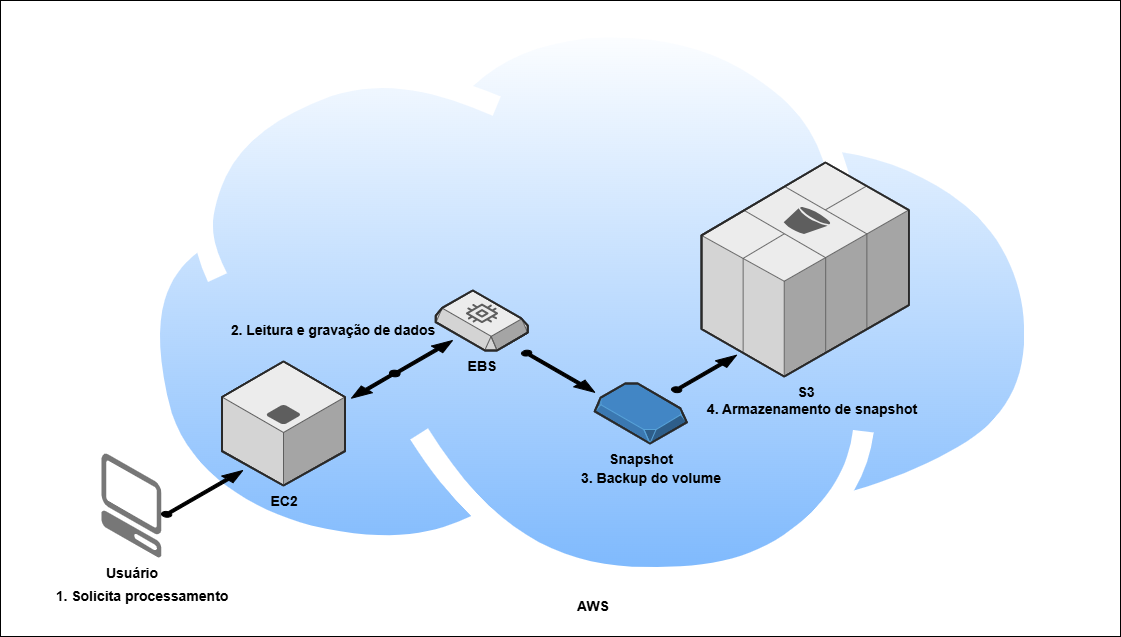 2. Leitura e gravação de dados
EBS
S3
4. Armazenamento de snapshot
Snapshot
3. Backup do volume
EC2
Usuário
1. Solicita processamento
AWS